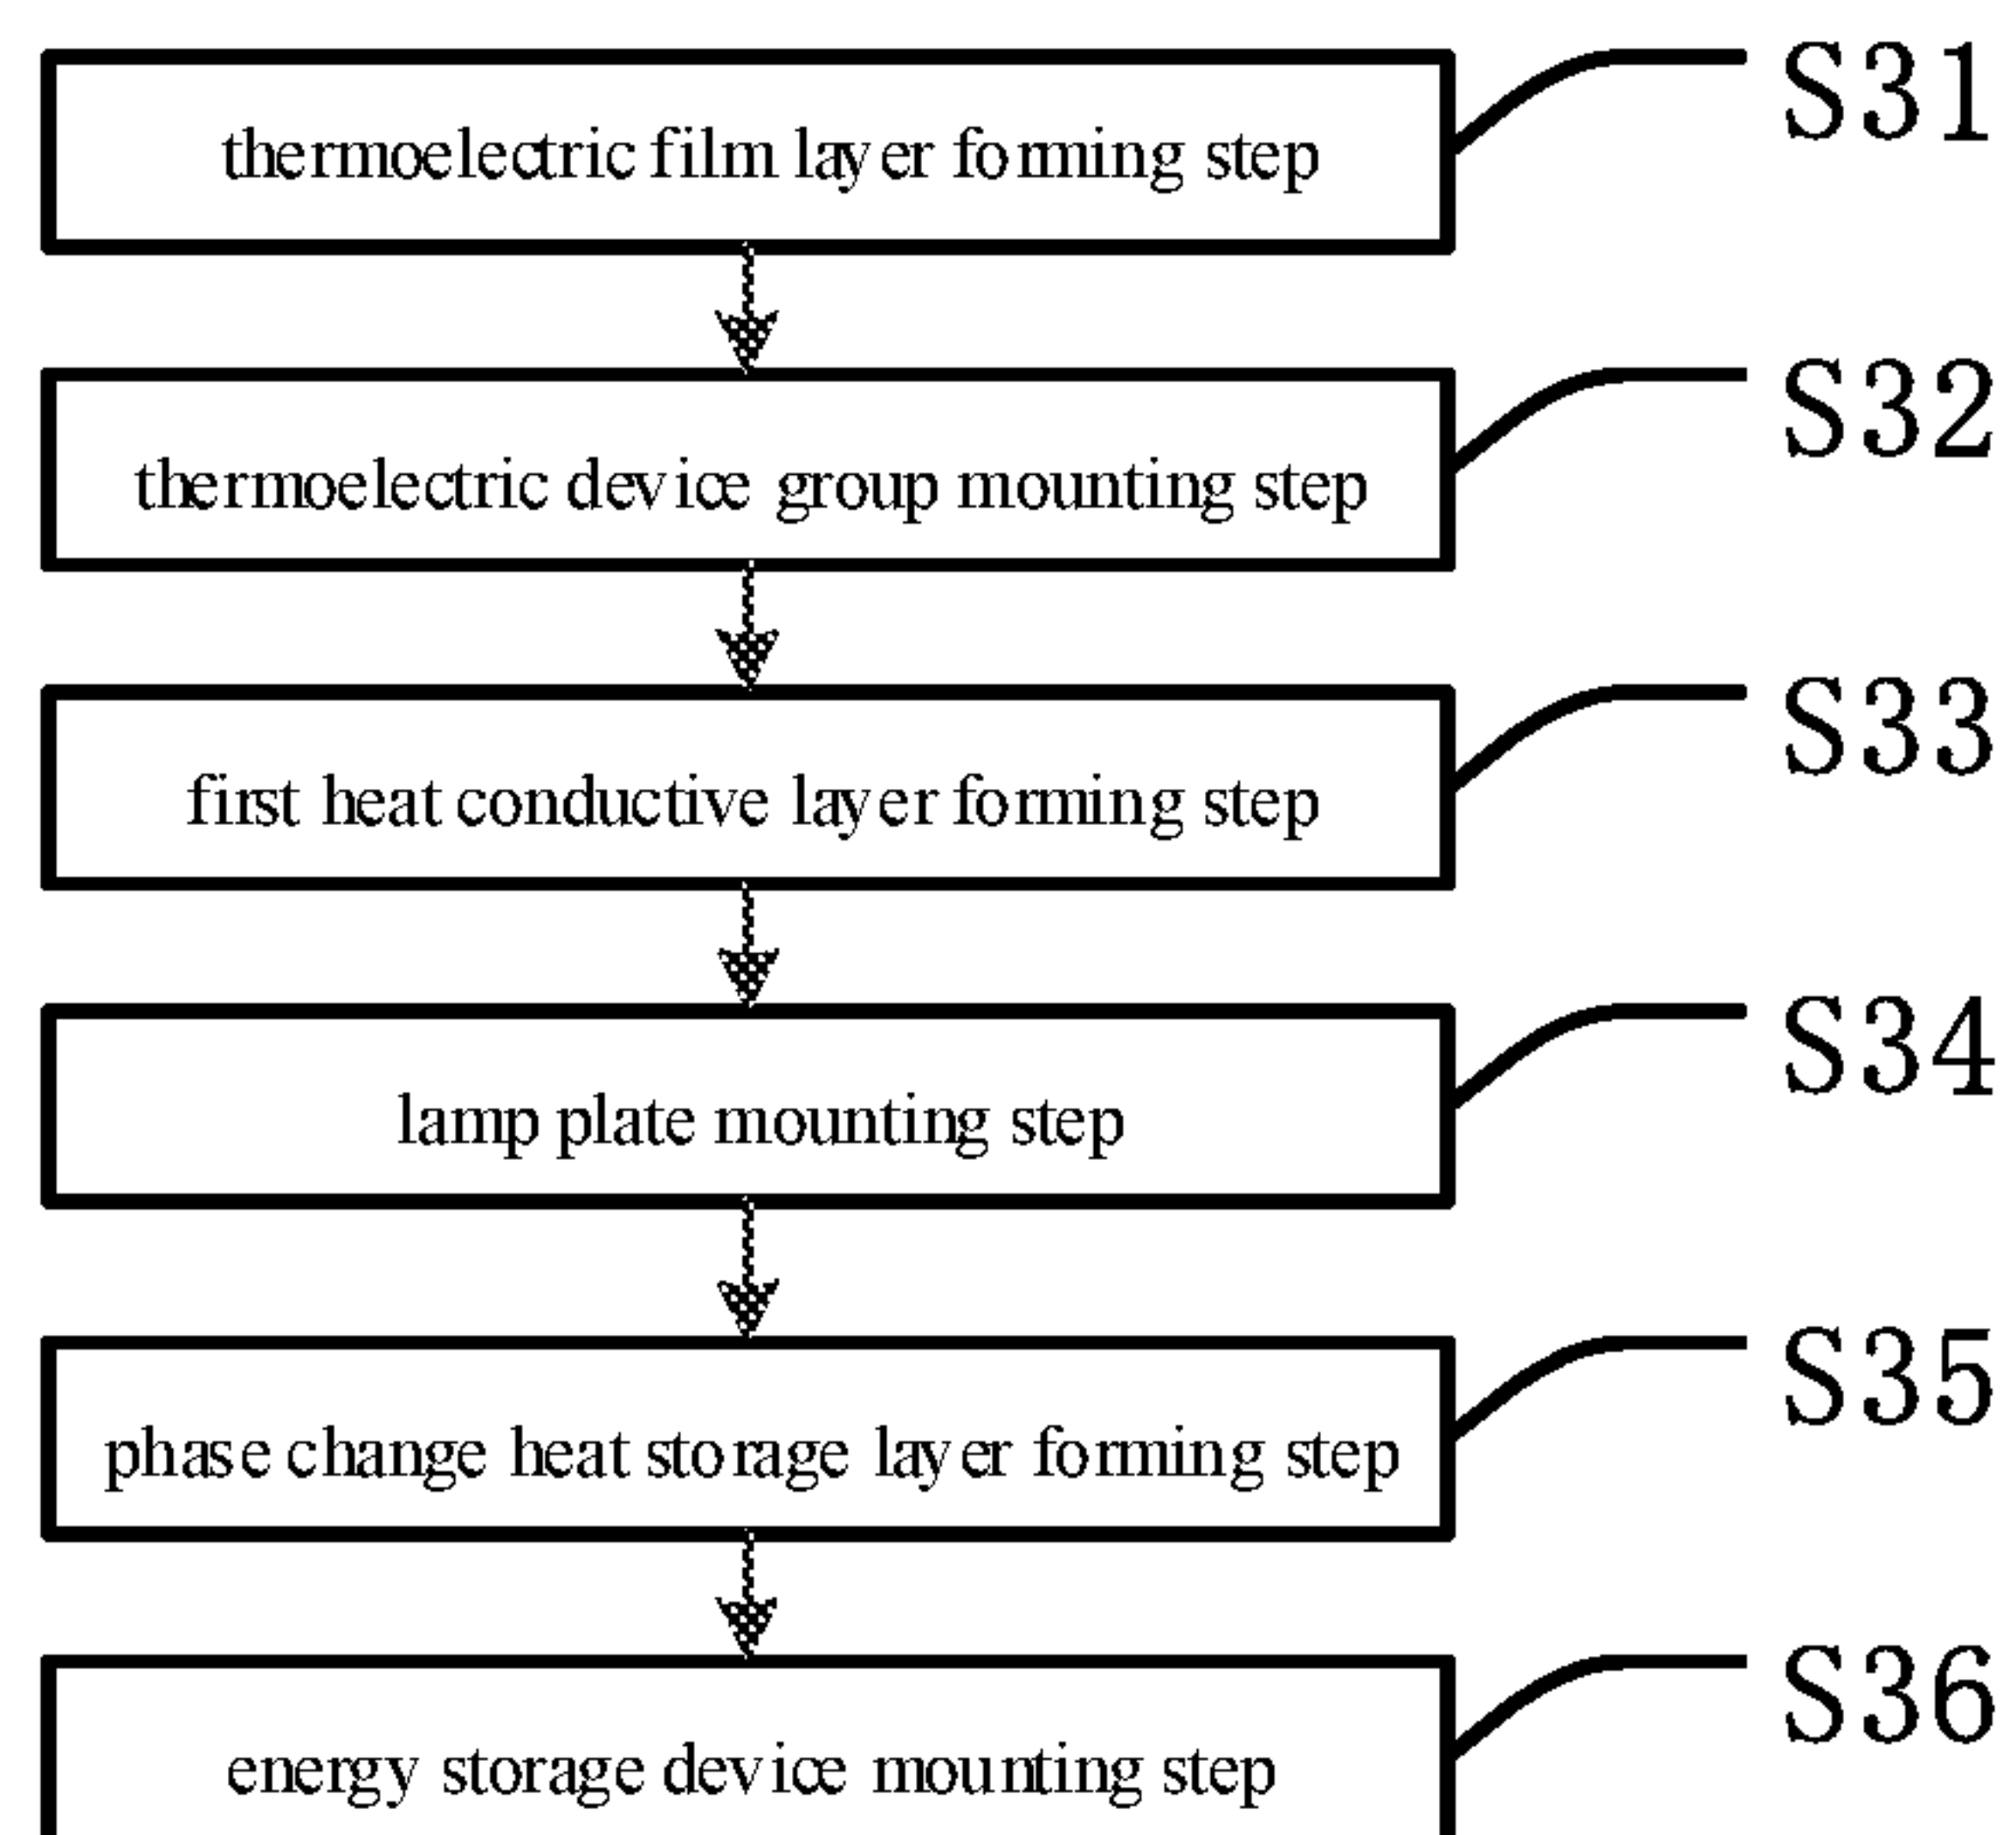 thermoelectric film layer forming step S31
thermoelectric device group mounting step S32
first heat conductive layer forming step S33
lamp plate mounting step S34
phase change heat storage layer forming step S35
energy storage device mounting step S36